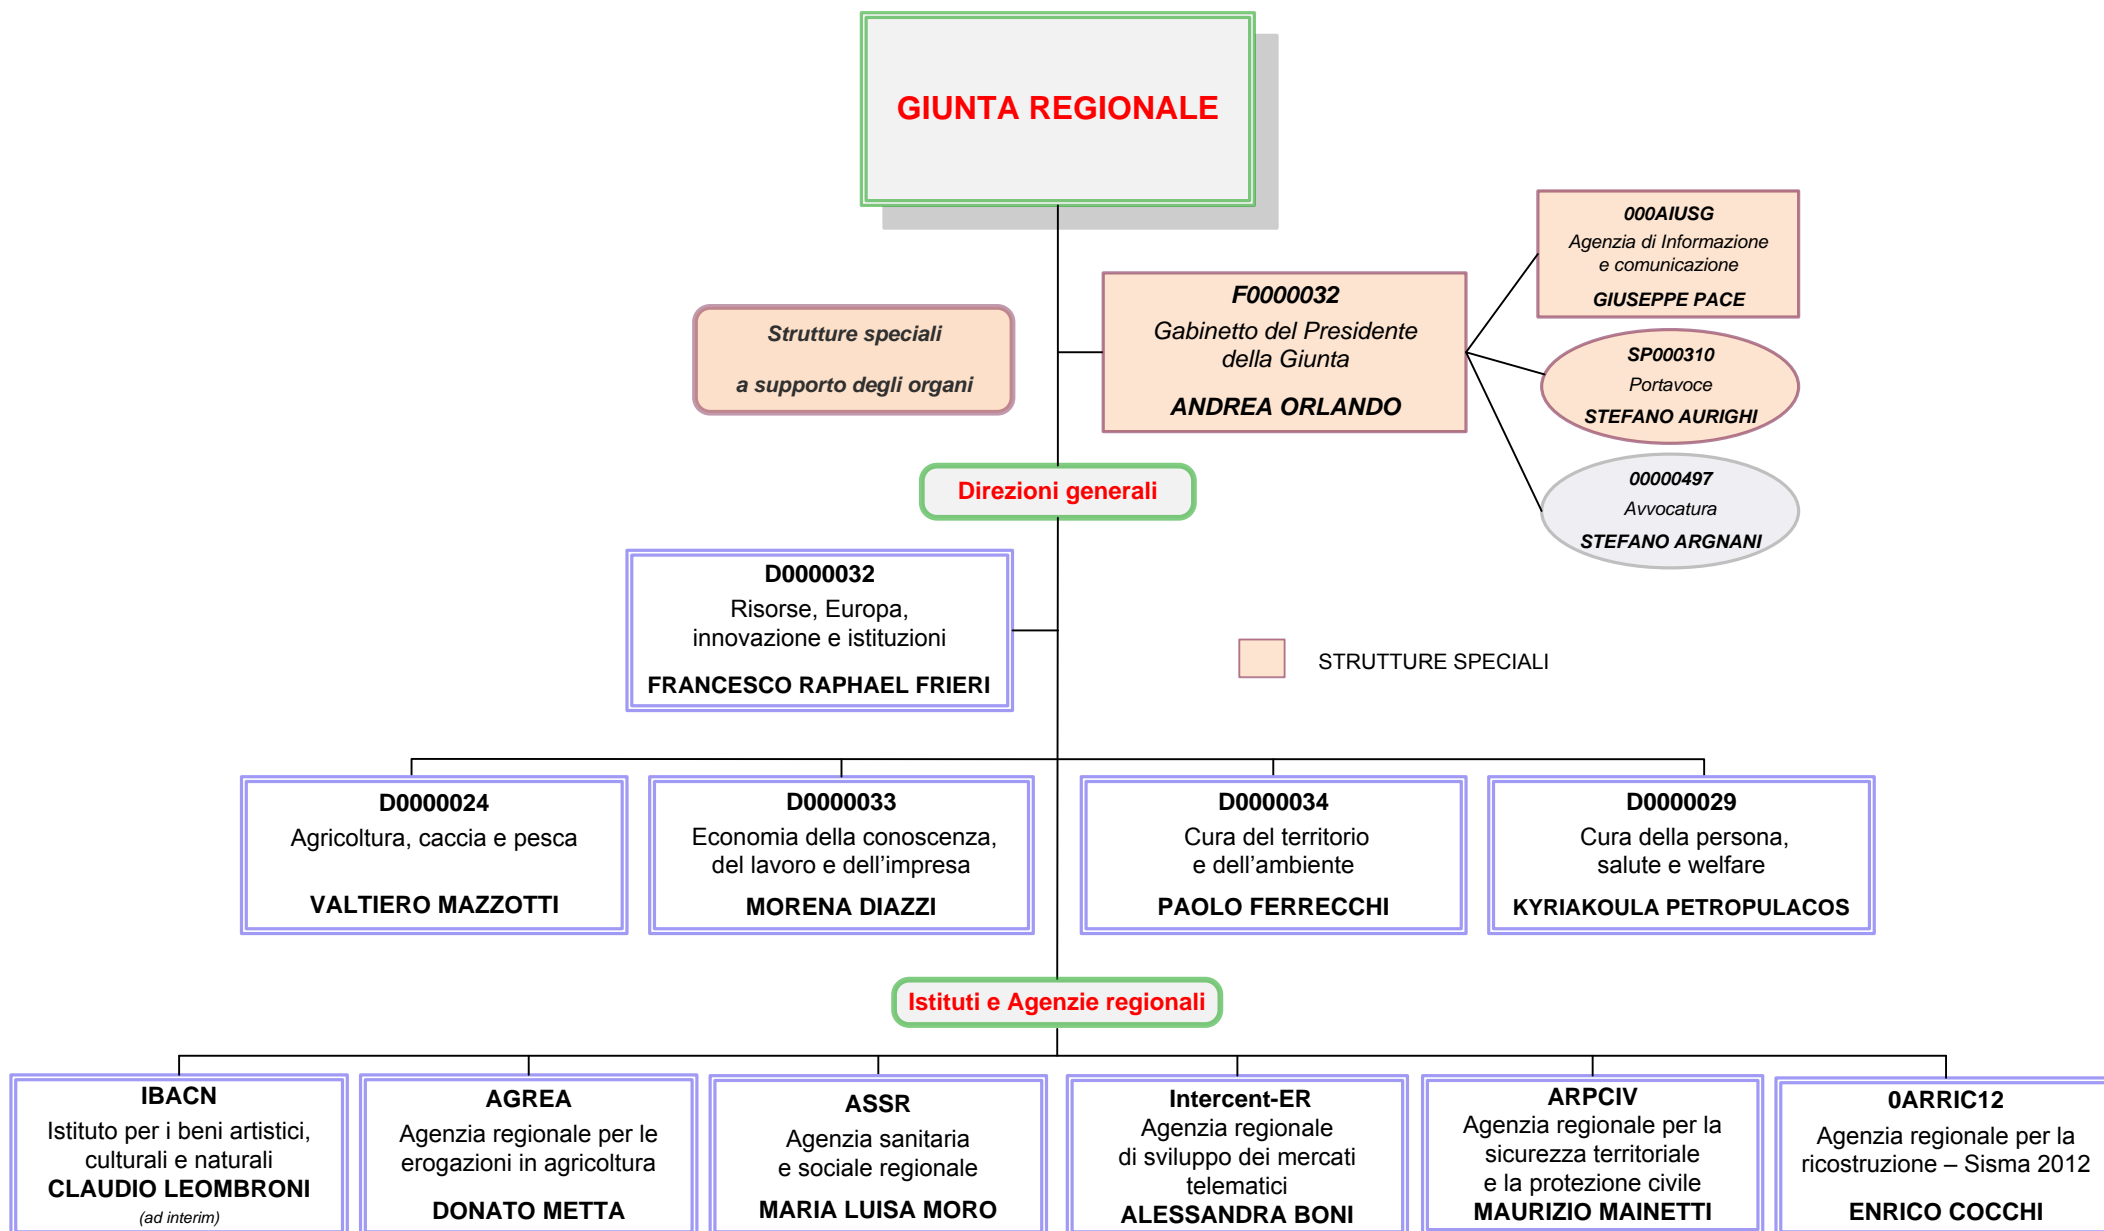 GIUNTA REGIONALE
000AIUSG
Agenzia di Informazione
e comunicazione
GIUSEPPE PACE
F0000032
Gabinetto del Presidente
della Giunta
ANDREA ORLANDO
Strutture speciali
a supporto degli organi
SP000310
Portavoce
STEFANO AURIGHI
00000497
Avvocatura
STEFANO ARGNANI
Direzioni generali
D0000032
Risorse, Europa,
innovazione e istituzioni
FRANCESCO RAPHAEL FRIERI
STRUTTURE SPECIALI
D0000024
Agricoltura, caccia e pesca
VALTIERO MAZZOTTI
D0000033
Economia della conoscenza,
del lavoro e dell’impresa
MORENA DIAZZI
D0000034
Cura del territorio
e dell’ambiente
PAOLO FERRECCHI
D0000029
Cura della persona,
salute e welfare
KYRIAKOULA PETROPULACOS
Istituti e Agenzie regionali
IBACN
Istituto per i beni artistici,
culturali e naturali
CLAUDIO LEOMBRONI
(ad interim)
AGREA
Agenzia regionale per le
erogazioni in agricoltura
DONATO METTA
ASSR
Agenzia sanitaria
e sociale regionale
MARIA LUISA MORO
Intercent-ER
Agenzia regionale
di sviluppo dei mercati
telematici
ALESSANDRA BONI
ARPCIV
Agenzia regionale per la
sicurezza territoriale
e la protezione civile
MAURIZIO MAINETTI
0ARRIC12
Agenzia regionale per la
ricostruzione – Sisma 2012
ENRICO COCCHI